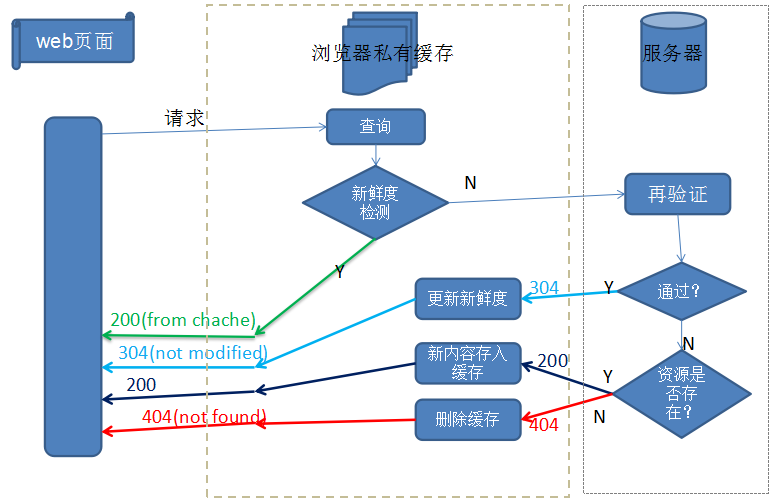 web页面
浏览器私有缓存
服务器
请求
查询
新鲜度
检测
N
再验证
Y
通过?
304
Y
更新新鲜度
200(from chache)
304(not modified)
N
新内容存入
缓存
200
Y
资源是
否存
在?
200
N
404
删除缓存
404(not found)